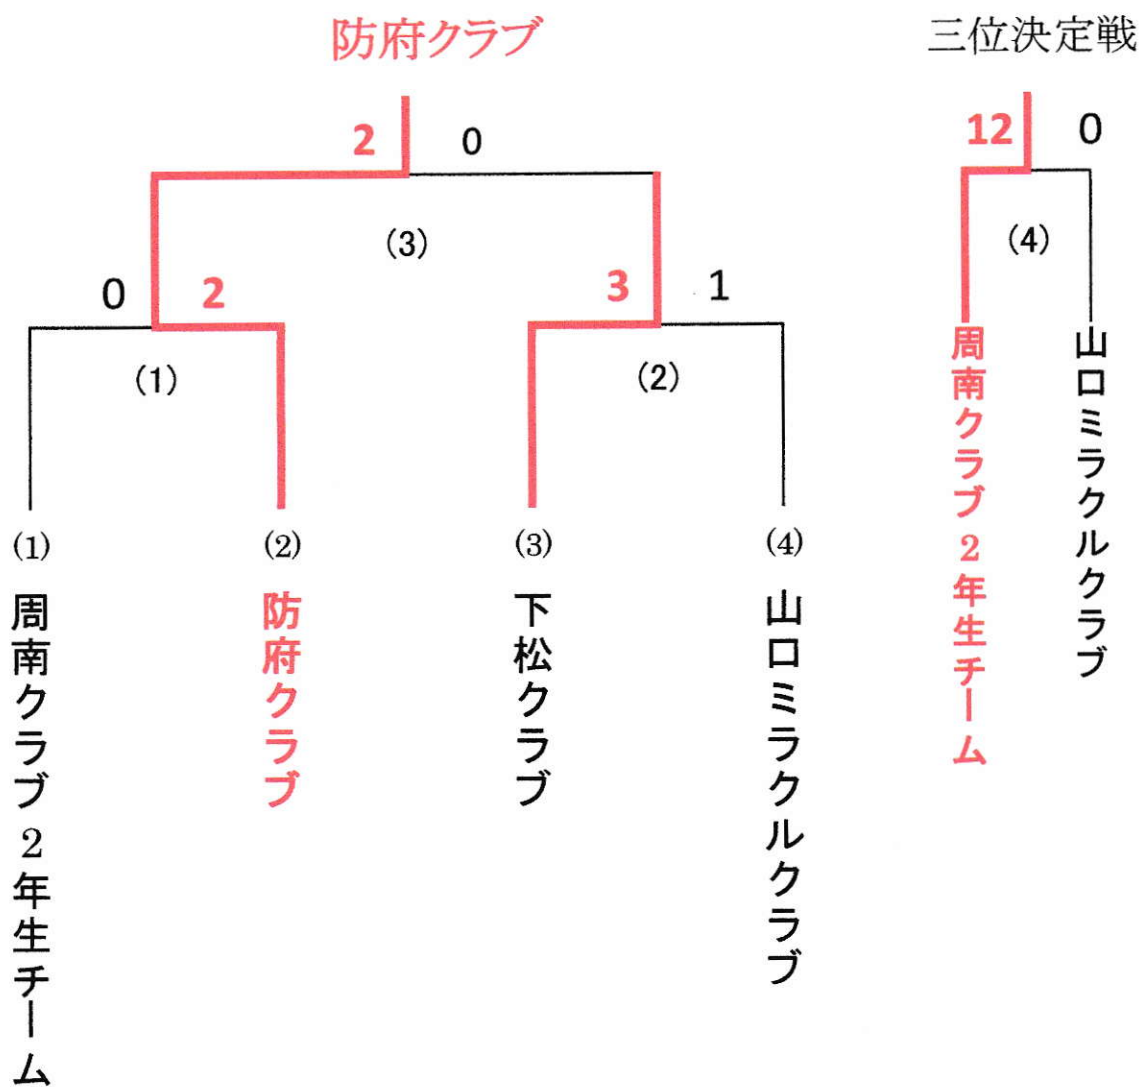 防府クラブ
三位決定戦
2 0
12 0
(3)
(4)
0 2
3 1
(1)
(2)
周南クラブ2年生チーム
山口ミラクルクラブ
(1)
周南クラブ2年生チーム
(2)
防府クラブ
(3)
下松クラブ
(4)
山口ミラクルクラブ